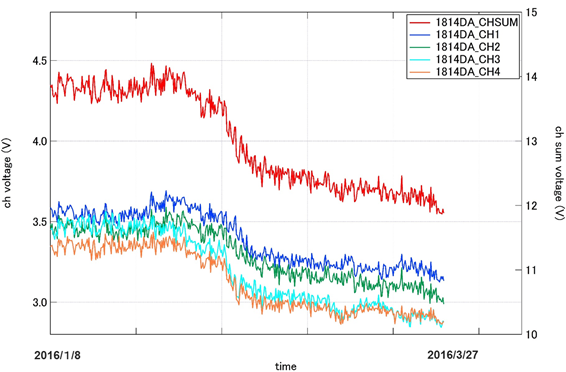 1814DA_CHSUM
1814DA_CH1
1814DA_CH2
1814DA_CH3
1814DA_CH4
4.5
4.0
3.5
3.0
ch voltage (V)
15
14
13
12
11
10
ch sum voltage (V)
2016/1/8
2016/3/27
time